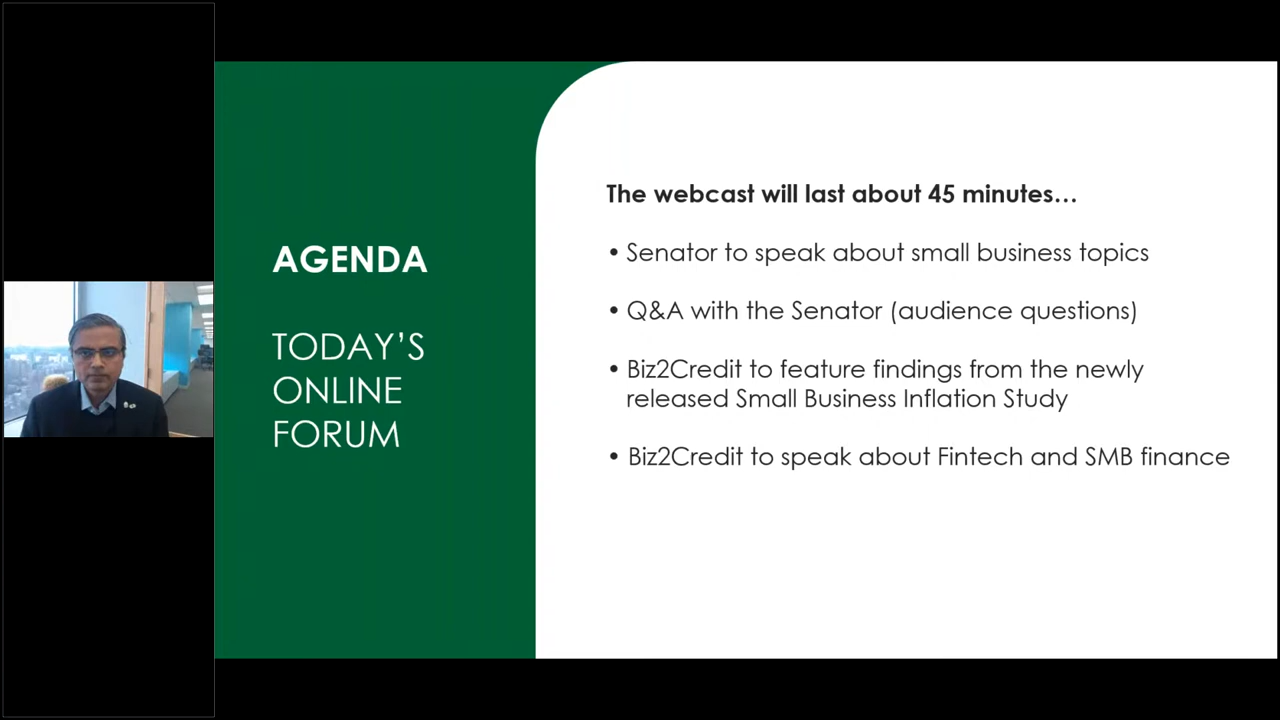 AGENDA
TODAY'S
ONLINE
FORUM
The webcast will last about 45 minutes…
• Senator to speak about small business topics
• Q&A with the Senator (audience questions)
• Biz2Credit to feature findings from the newly
released Small Business Inflation Study
• Biz2Credit to speak about Fintech and SMB finance